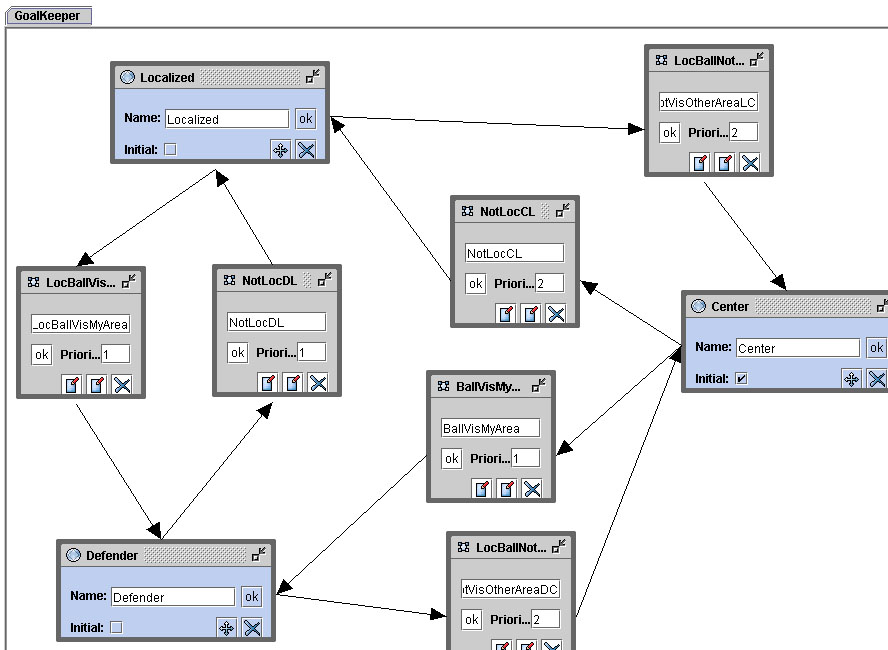 GoalKeeper
Localized
Name: Localized ok
Initial:
LocBallNot...
otVisOtherAreaLC
ok Priori... 2
NotLocCL
NotLocCL
ok Priori... 2
LocBallVis...
LocBallVisMyArea
ok Priori... 1
NotLocDL
NotLocDL
ok Priori... 1
Center
Name: Center ok
Initial:
BallVisMy...
BallVisMyArea
ok Priori... 1
Defender
Name: Defender ok
Initial:
LocBallNot...
tVisOtherAreaDC
ok Priori... 2